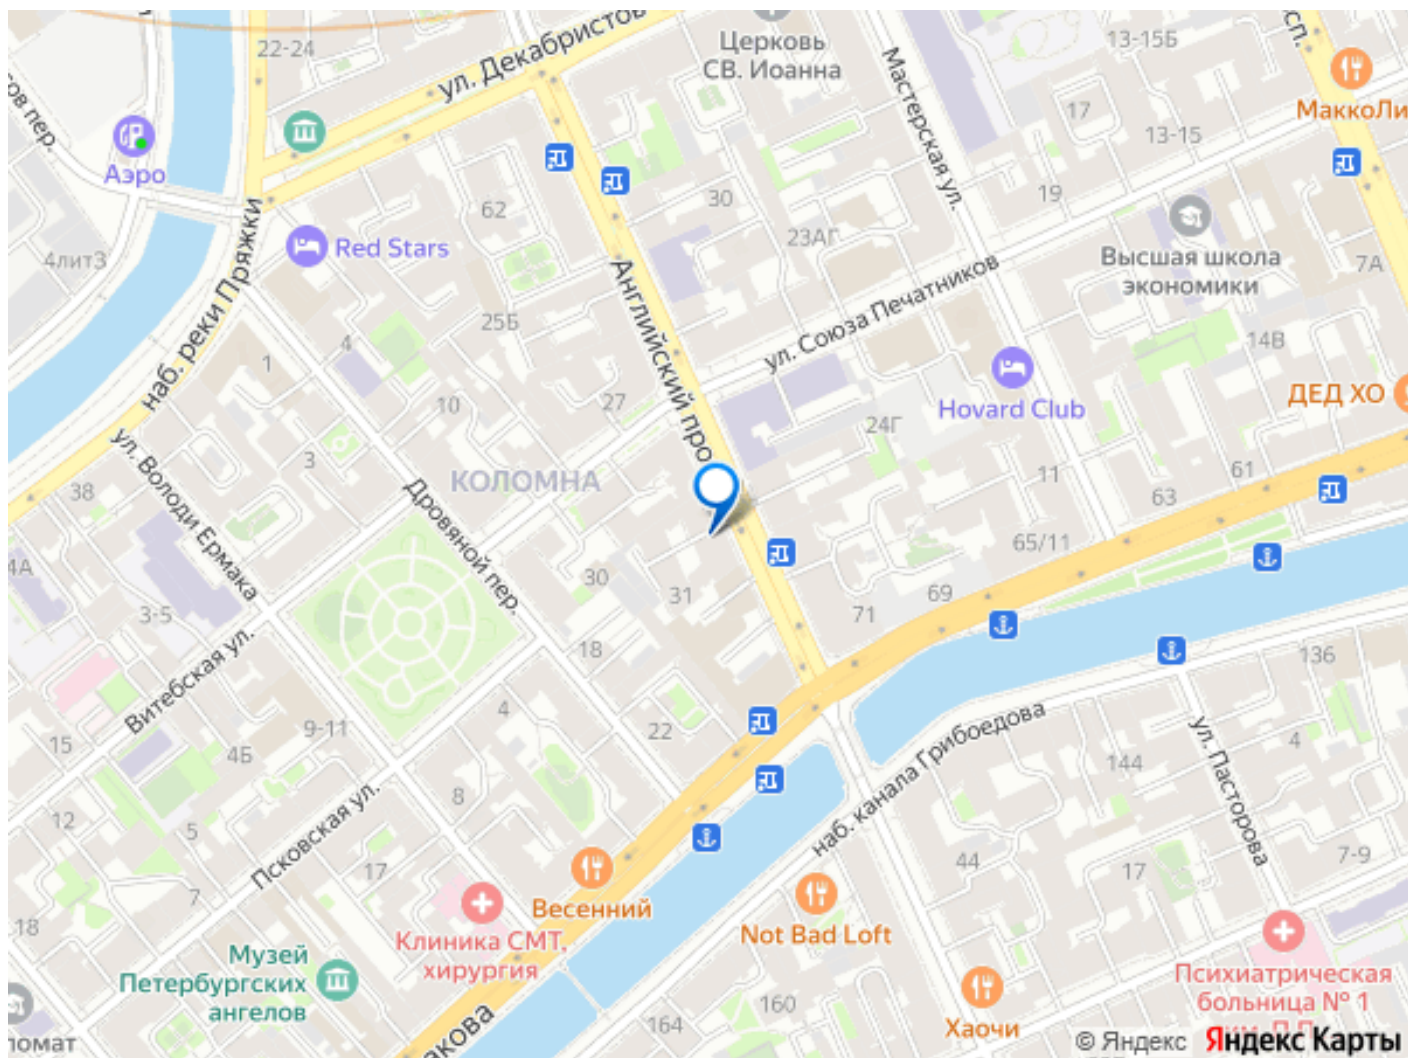 22-24
ул. Декабристов
Церковь
СВ. Иоанна
13-15Б
МаккоЛи
ов пер.
Аэро
Мастерская ул.
17
13-15
62
30
19
Red Stars
23АГ
Высшая школа
экономики
7А
4лит3
наб. реки Пряжки
Английский про
25Б
ул. Союза Печатников
14В
1
4
Hovard Club
ДЕД ХО
10
27
24Г
3
КОЛОМНА
11
61
63
38
ул. Володи Ермака
Дровяной пер.
65/11
4А
30
31
69
3-5
71
18
136
Витебская ул.
9-11
4
наб. канала Грибоедова
ул. Пасторова
4
15
4Б
22
144
8
12
5
Псковская ул.
17
44
17
7-9
7
Весенний
18
Not Bad Loft
Клиника СМТ,
хирургия
Музей
Петербургских
ангелов
Психиатрическая
больница № 1
160
Хаочи
164
ломат
акова
© Яндекс
Яндекс Карты